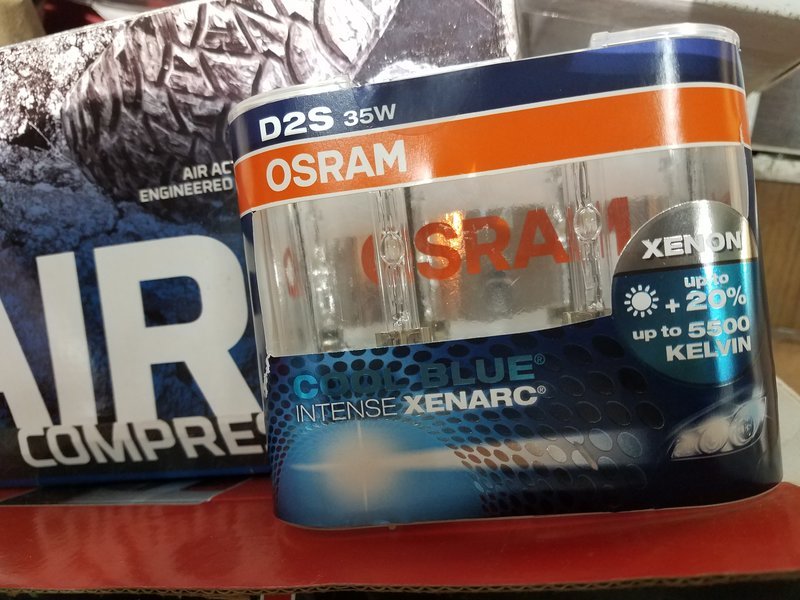 AIR AC
ENGINEERED
AIR
COMPRES
D2S 35W
OSRAM
OSRAM
XENON
up to
+ 20%
up to 5500
KELVIN
COOL BLUE®
INTENSE XENARC®